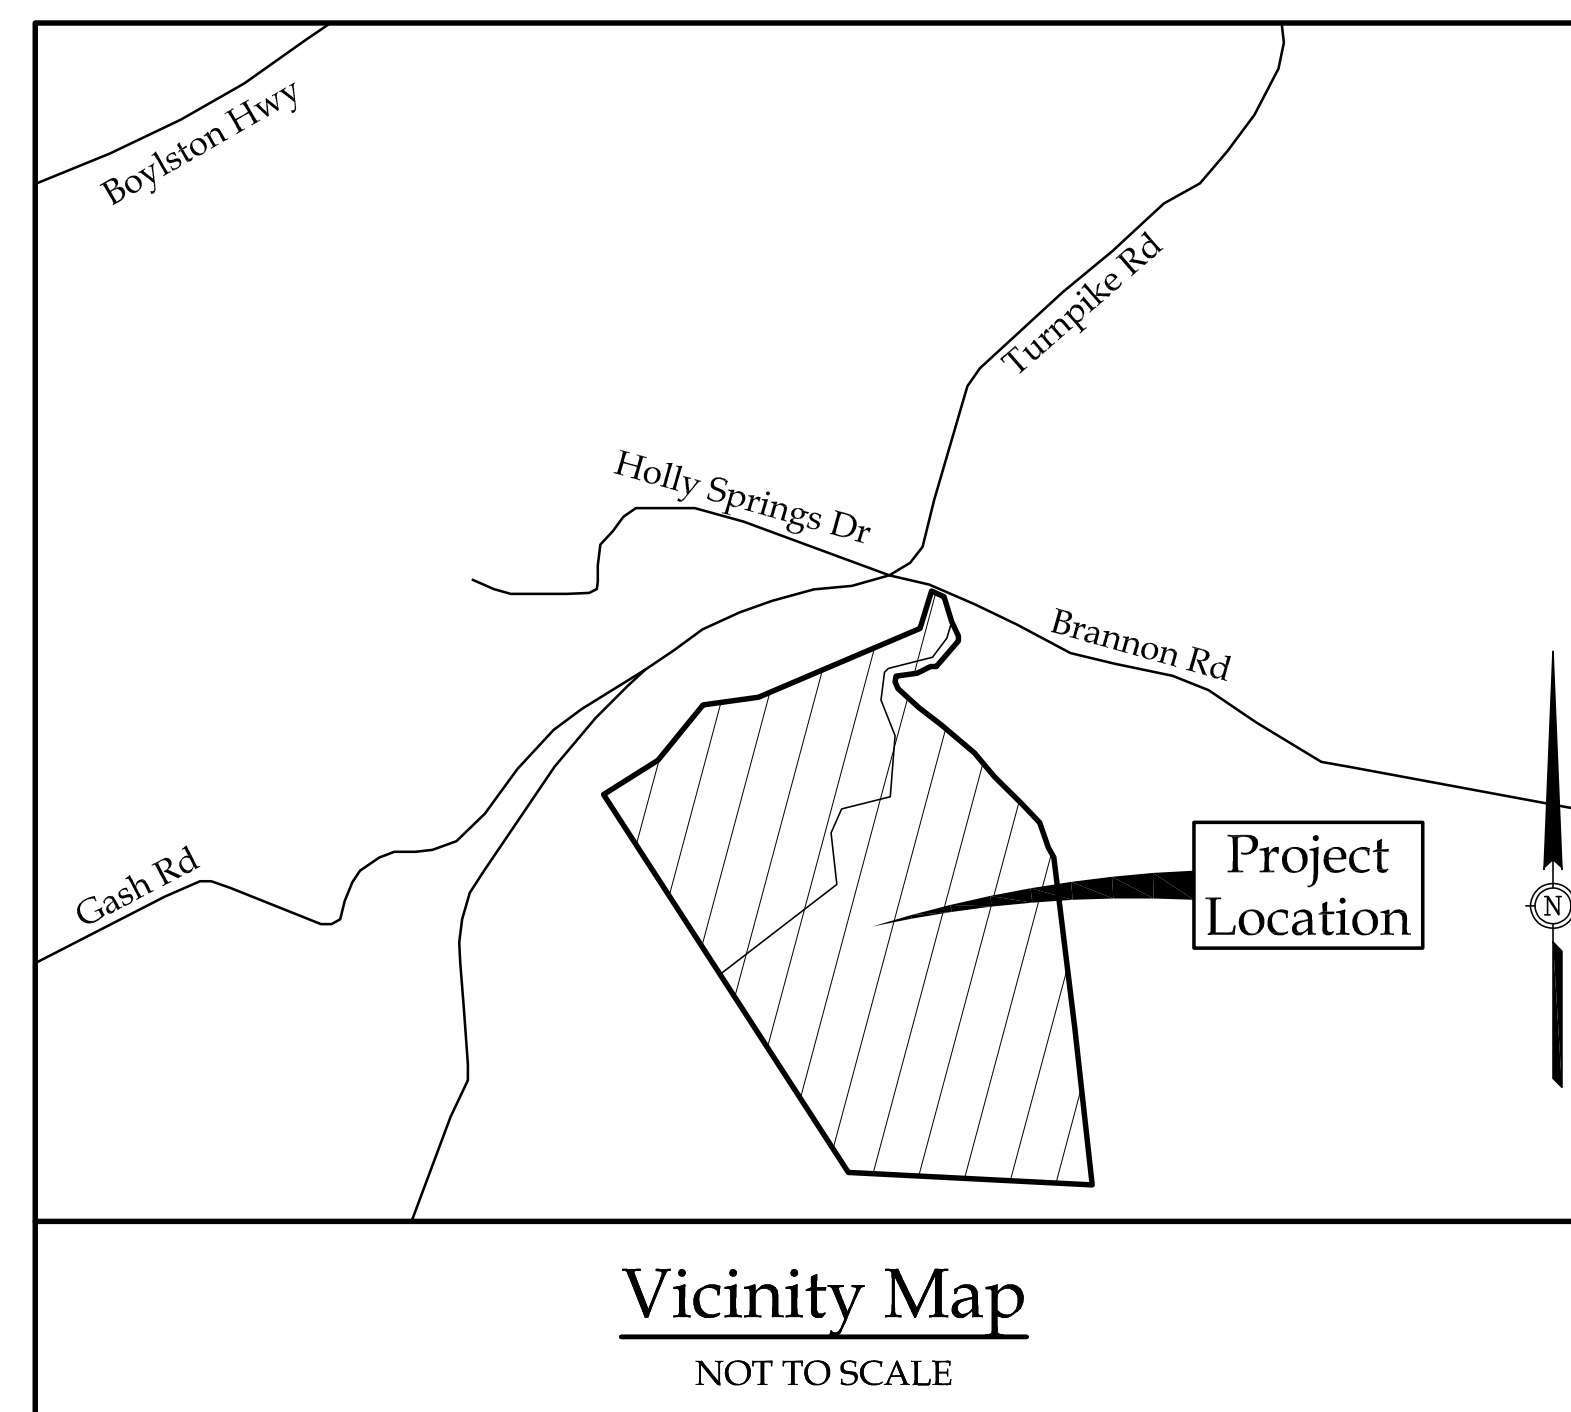 Boylston Hwy
Turnpike Rd
Holly Springs Dr
Brannon Rd
Gash Rd
Project
Location
N
Vicinity Map
NOT TO SCALE